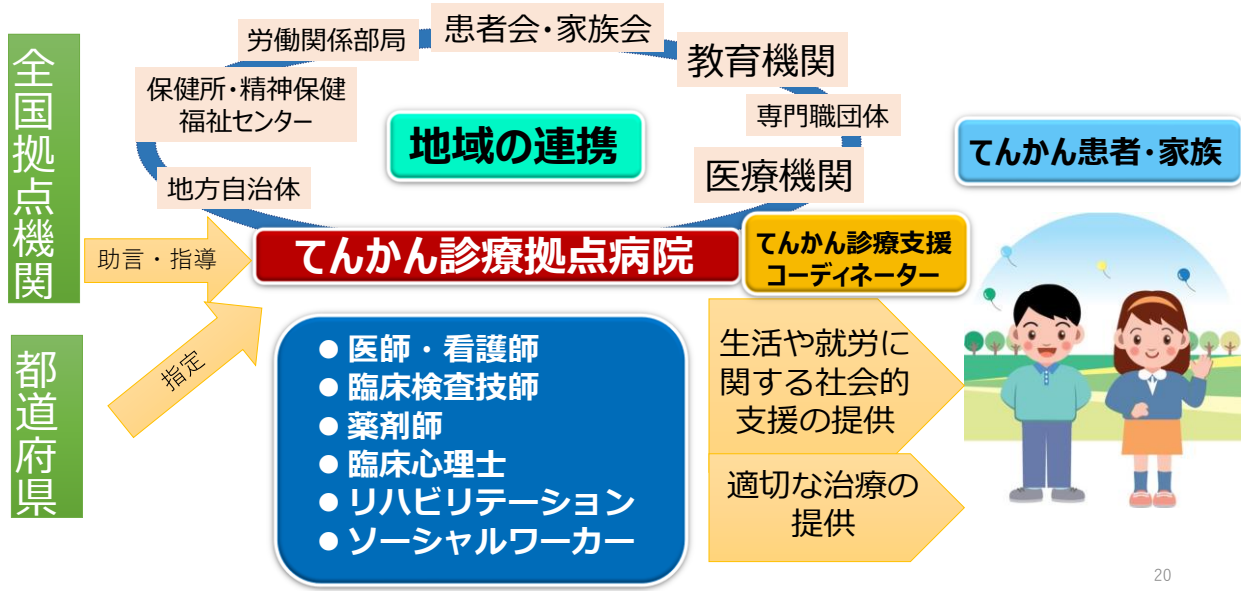 全国拠点機関
都道府県
労働関係部局
患者会・家族会
教育機関
保健所・精神保健
福祉センター
専門職団体
地域の連携
てんかん患者・家族
医療機関
地方自治体
助言・指導
てんかん診療拠点病院
てんかん診療支援
コーディネーター
指定
● 医師・看護師
● 臨床検査技師
● 薬剤師
● 臨床心理士
● リハビリテーション
● ソーシャルワーカー
生活や就労に
関する社会的
支援の提供
適切な治療の
提供
20